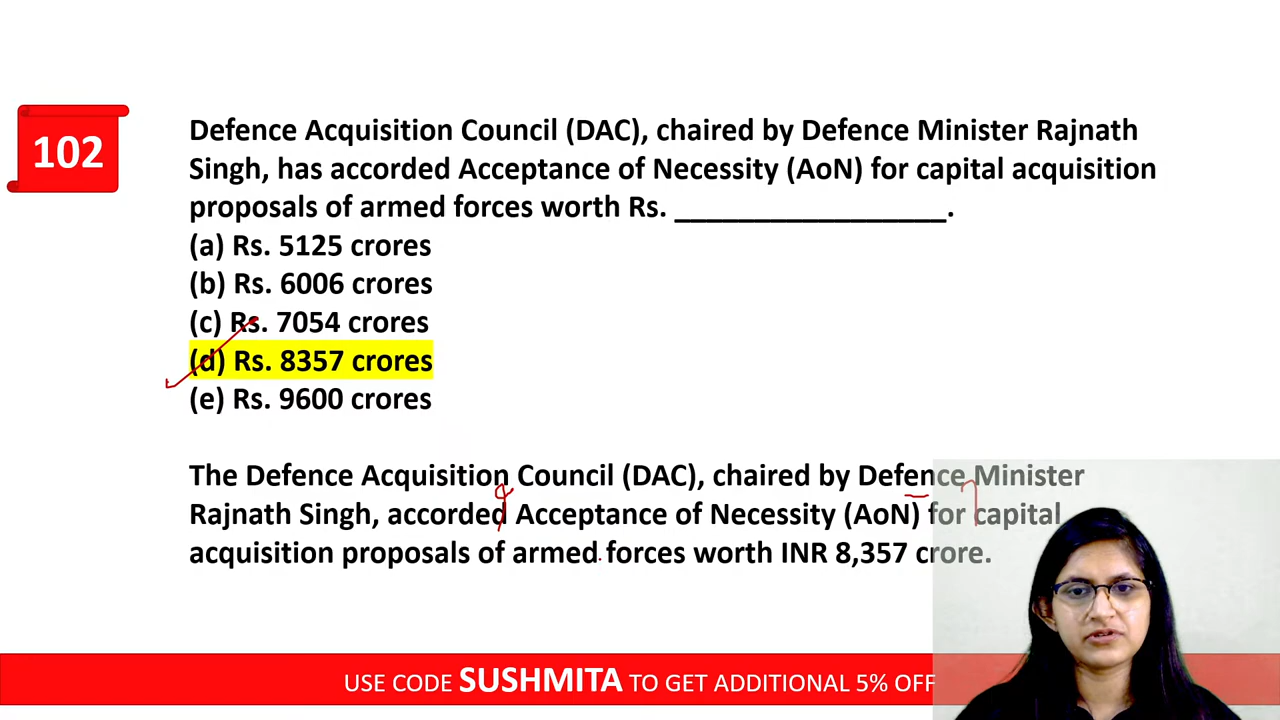 102
Defence Acquisition Council (DAC), chaired by Defence Minister Rajnath
Singh, has accorded Acceptance of Necessity (AoN) for capital acquisition
proposals of armed forces worth Rs. _________________.
(a) Rs. 5125 crores
(b) Rs. 6006 crores
(c) Rs. 7054 crores
(d) Rs. 8357 crores
(e) Rs. 9600 crores
The Defence Acquisition Council (DAC), chaired by Defence Minister
Rajnath Singh, accorded Acceptance of Necessity (AoN) for capital
acquisition proposals of armed forces worth INR 8,357 crore.
USE CODE SUSHMITA TO GET ADDITIONAL 5% OFF